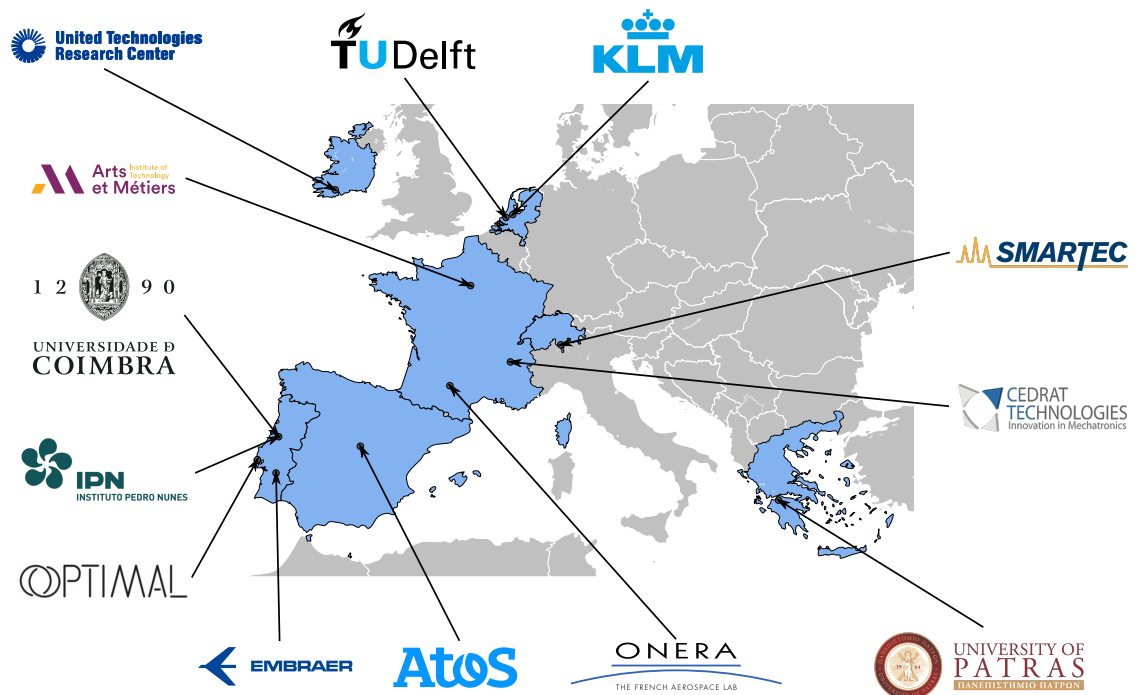 United Technologies
Research Center
TUDelft
KLM
Arts
et Métiers
Institute of
Technology
1 2 9 0
UNIVERSIDADE Đ
COIMBRA
SMARTEC
CEDRAT
TECHNOLOGIES
Innovation in Mechatronics
IPN
INSTITUTO PEDRO NUNES
OPTIMAL
EMBRAER
Atos
ONERA
THE FRENCH AEROSPACE LAB
19 64
UNIVERSITY OF
PATRAS
ΠΑΝΕΠΙΣΤΗΜΙΟ ΠΑΤΡΩΝ